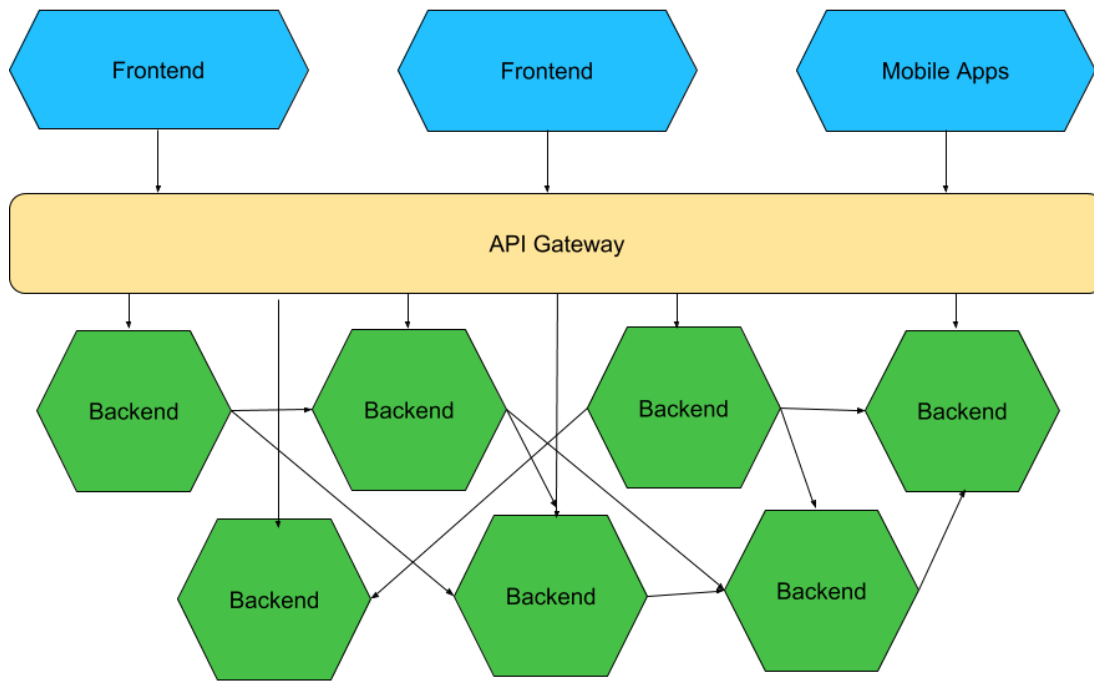 Frontend
Frontend
Mobile Apps
API Gateway
Backend
Backend
Backend
Backend
Backend
Backend
Backend